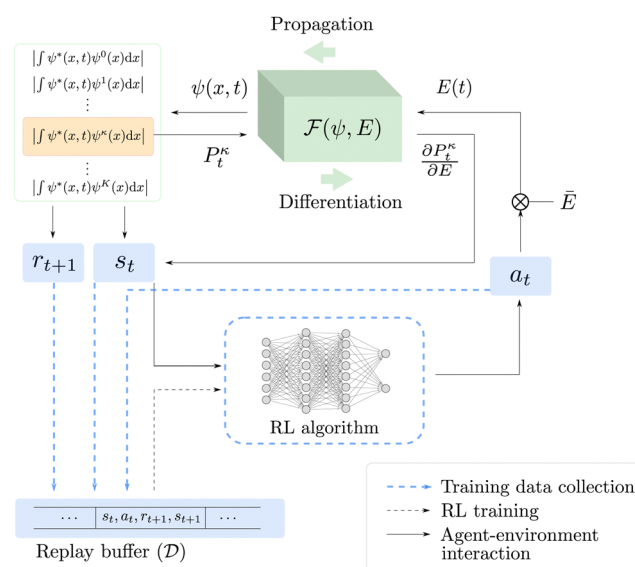 Propagation
|∫ψ*(x,t)ψ⁰(x)dx|
|∫ψ*(x,t)ψ¹(x)dx|
⋮
|∫ψ*(x,t)ψ^κ(x)dx|
⋮
|∫ψ*(x,t)ψ^K(x)dx|
ψ(x,t)
P_t^κ
ℱ(ψ,E)
E(t)
∂P_t^κ/∂E
Differentiation
⊗
Ē
r_{t+1}
s_t
a_t
RL algorithm
⋯ | s_t, a_t, r_{t+1}, s_{t+1} | ⋯
Replay buffer (𝒟)
Training data collection
RL training
Agent-environment
interaction